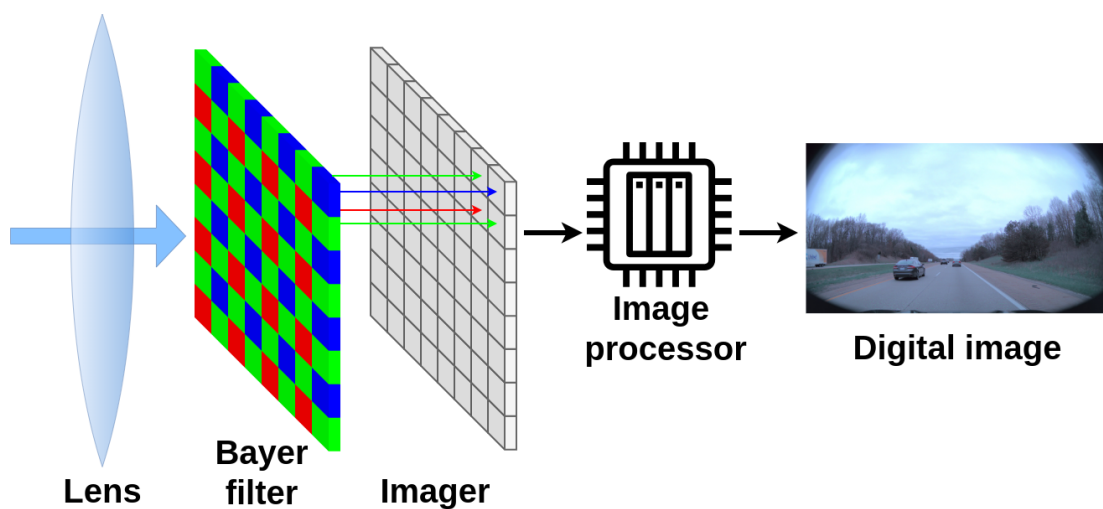 Lens
Bayer
filter
Imager
Image
processor
Digital image